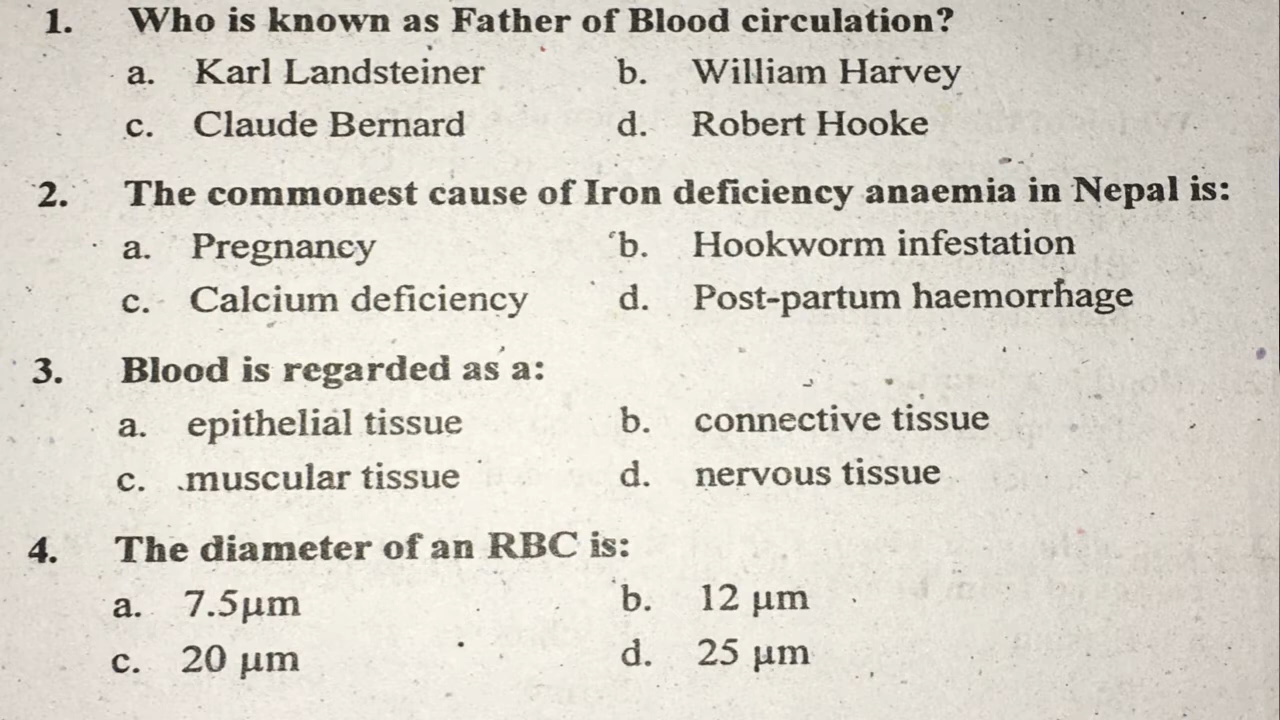 1. Who is known as Father of Blood circulation?
a. Karl Landsteiner b. William Harvey
c. Claude Bernard d. Robert Hooke
2. The commonest cause of Iron deficiency anaemia in Nepal is:
a. Pregnancy b. Hookworm infestation
c. Calcium deficiency d. Post-partum haemorrhage
3. Blood is regarded as a:
a. epithelial tissue b. connective tissue
c. muscular tissue d. nervous tissue
4. The diameter of an RBC is:
a. 7.5μm b. 12 μm
c. 20 μm d. 25 μm